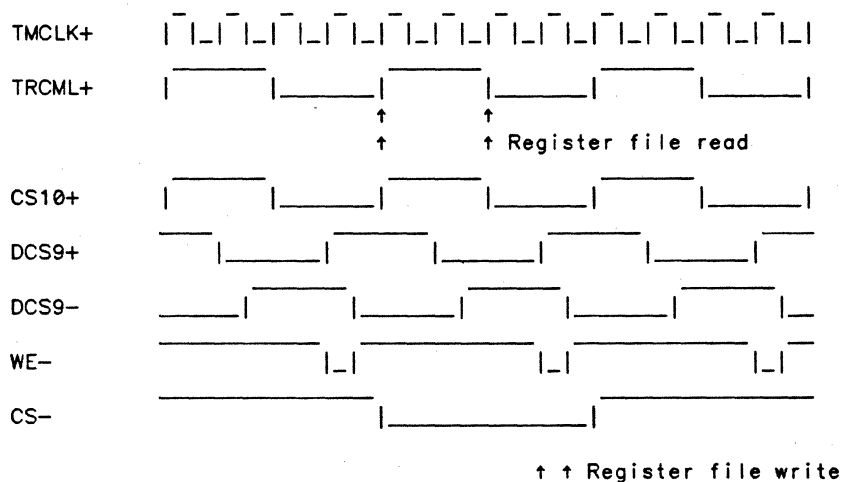 TMCLK+
TRCML+
↑ ↑
↑ ↑ Register file read
CS10+
DCS9+
DCS9-
WE-
CS-
↑ ↑ Register file write